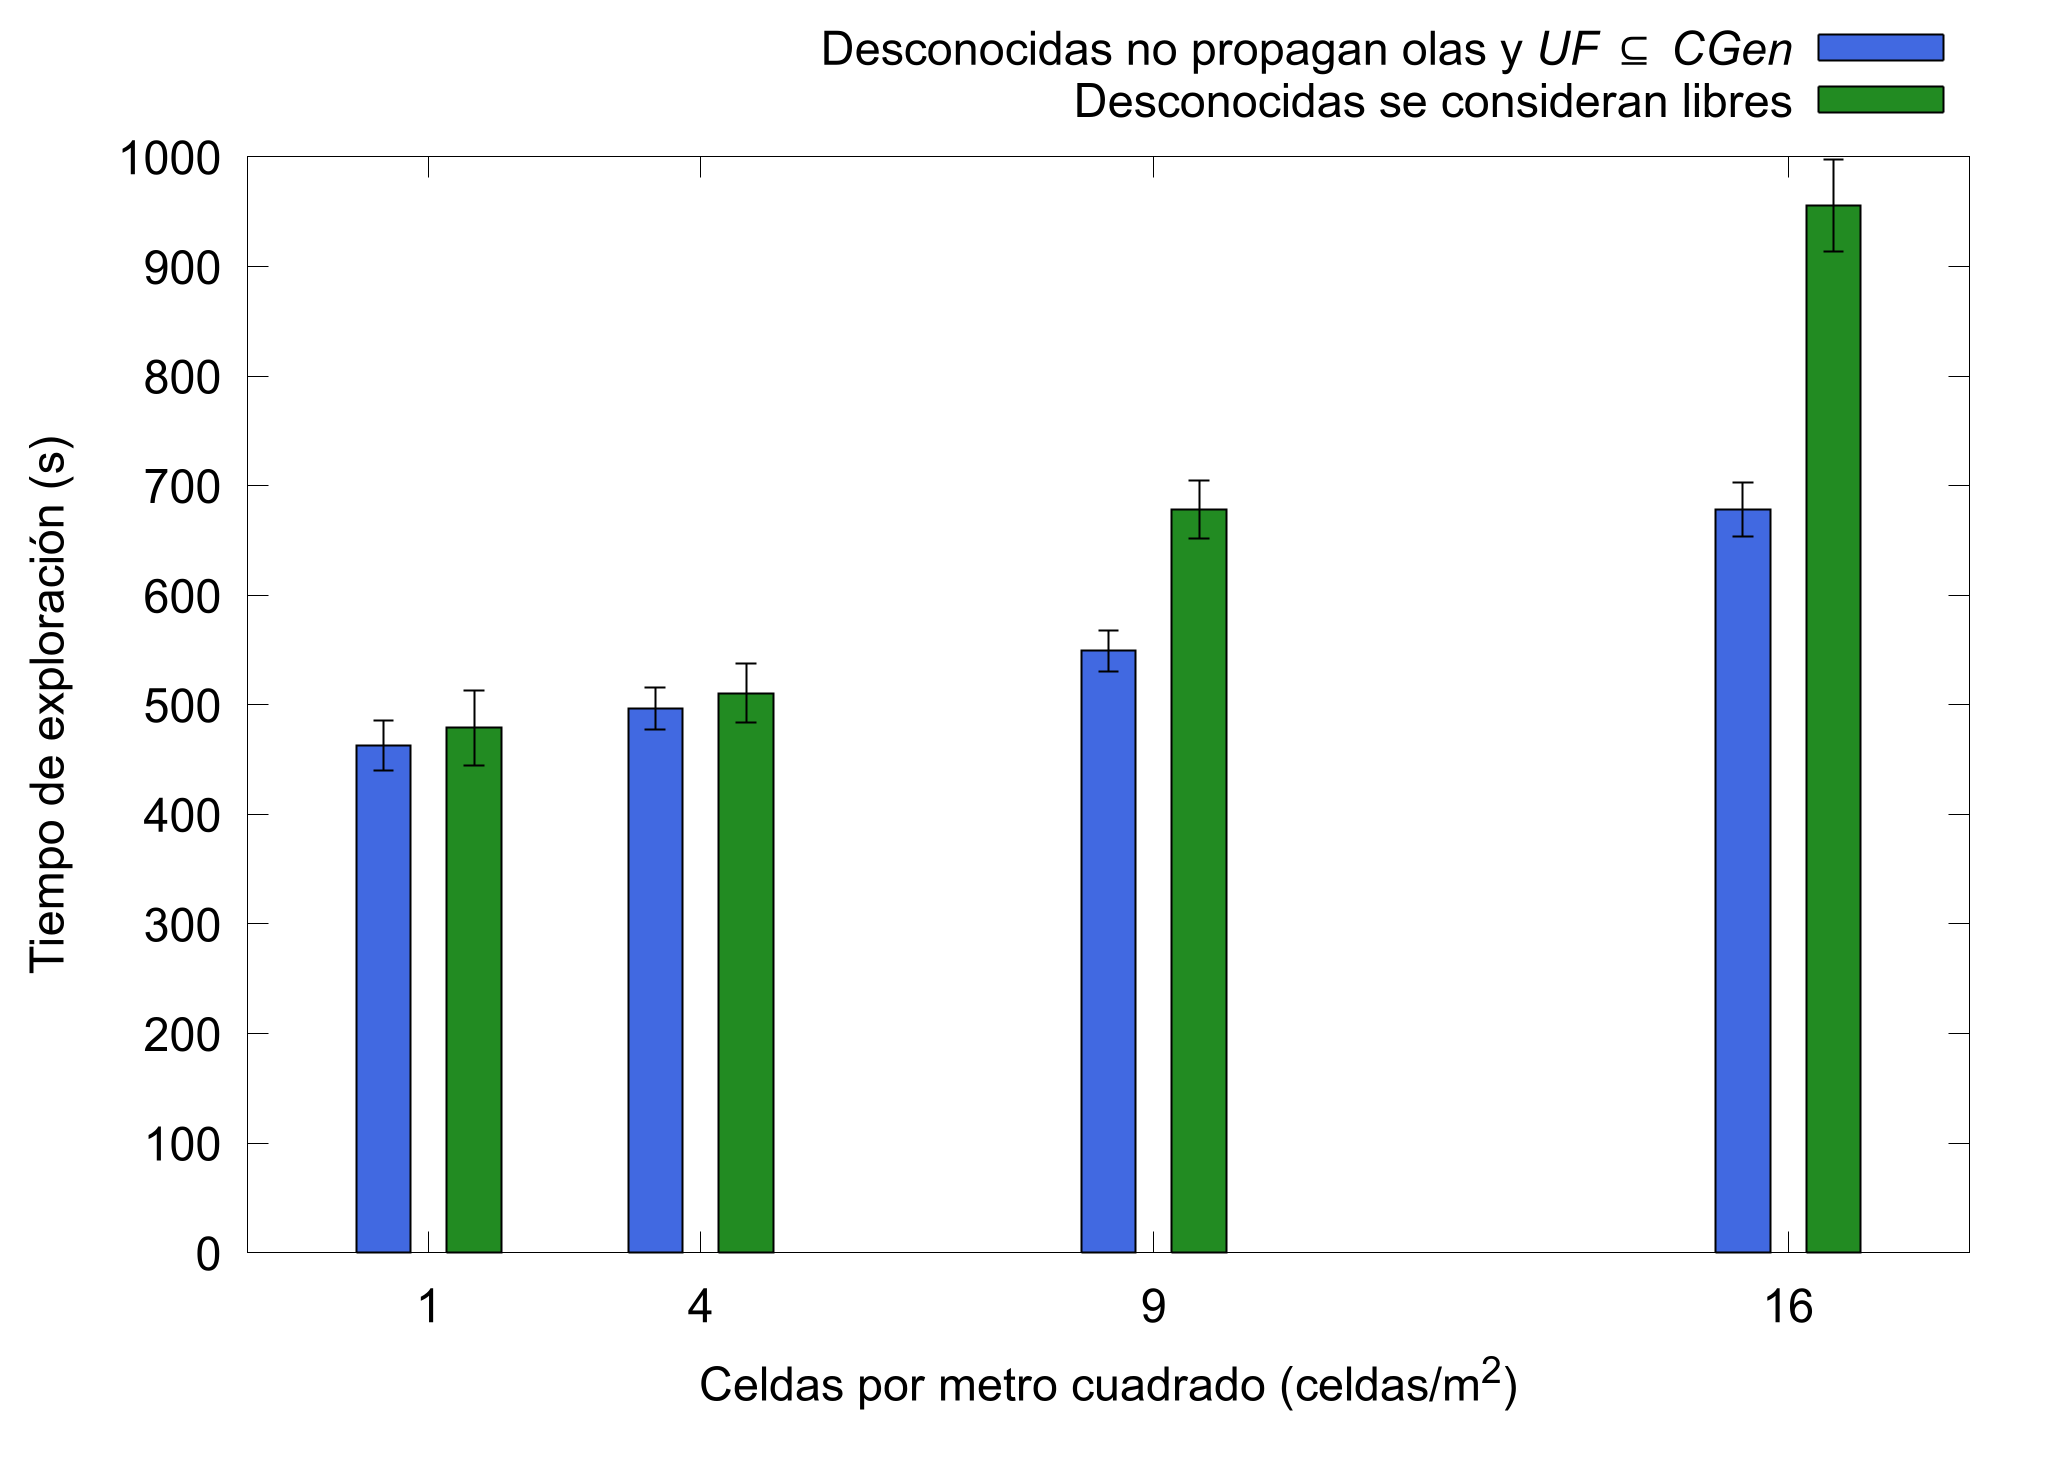 Desconocidas no propagan olas y UF ⊆ CGen
Desconocidas se consideran libres
1000
900
800
700
600
500
400
300
200
100
0
Tiempo de exploración (s)
1 4 9 16
Celdas por metro cuadrado (celdas/m²)